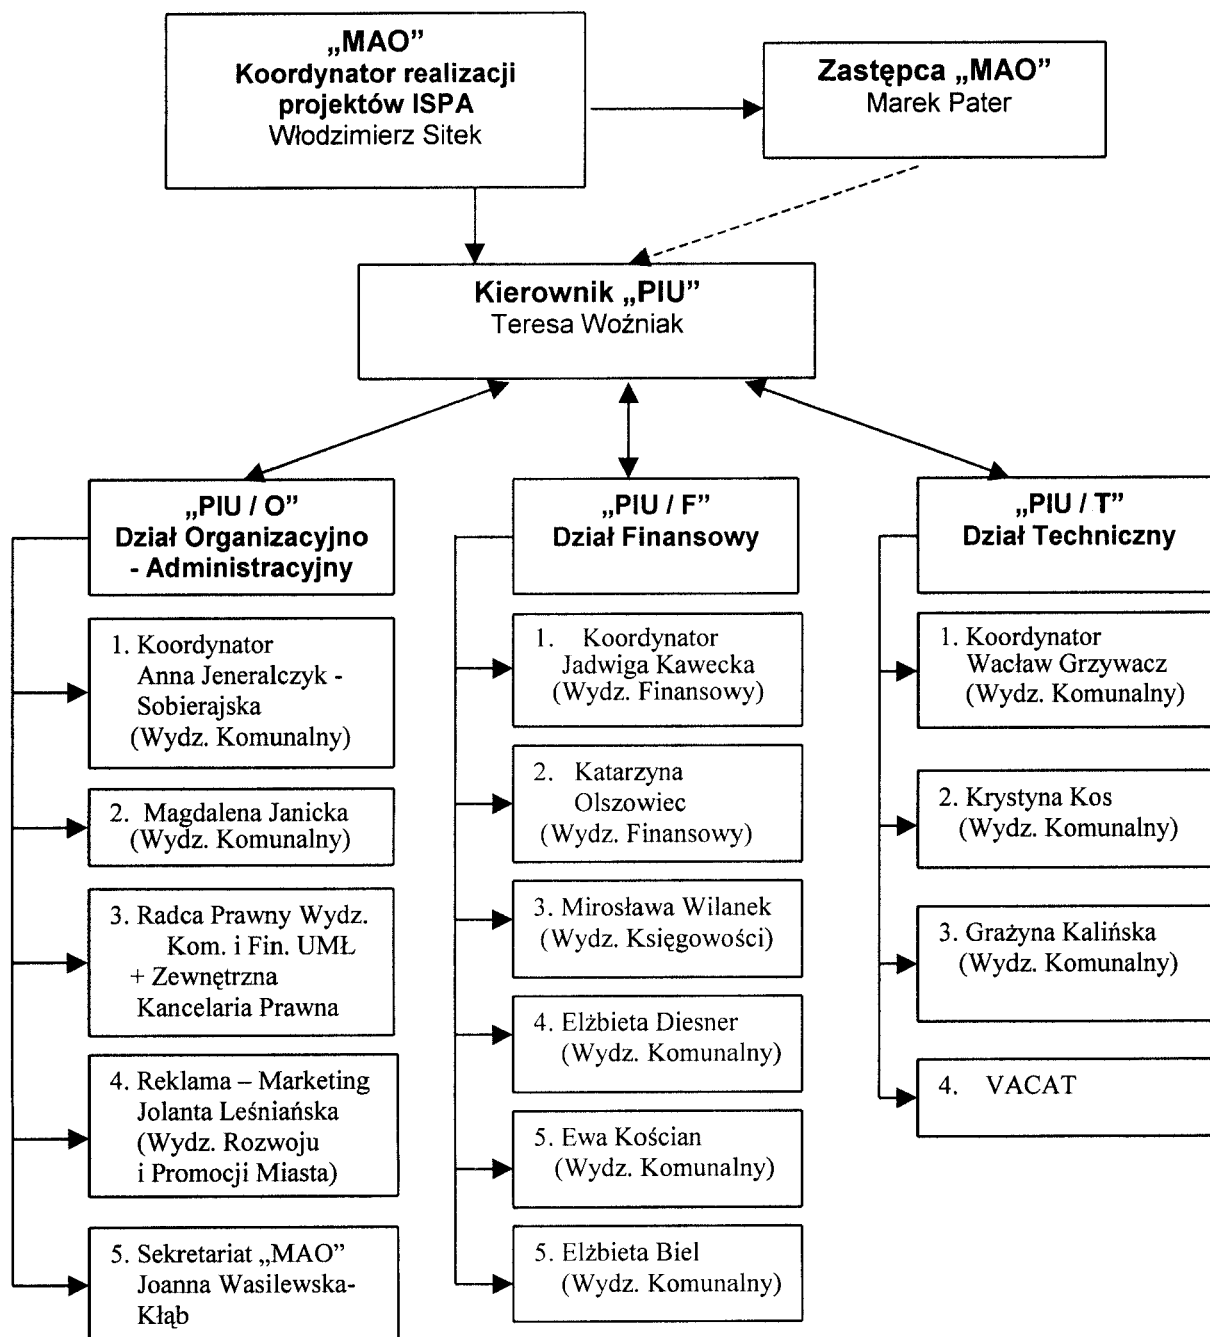 „MAO”
Koordynator realizacji
projektów ISPA
Włodzimierz Sitek
Zastępca „MAO”
Marek Pater
Kierownik „PIU”
Teresa Woźniak
„PIU / O”
Dział Organizacyjno
- Administracyjny
1. Koordynator
Anna Jeneralczyk -
Sobierajska
(Wydz. Komunalny)
2. Magdalena Janicka
(Wydz. Komunalny)
3. Radca Prawny Wydz.
Kom. i Fin. UMŁ
+ Zewnętrzna
Kancelaria Prawna
4. Reklama – Marketing
Jolanta Leśniańska
(Wydz. Rozwoju
i Promocji Miasta)
5. Sekretariat „MAO”
Joanna Wasilewska-
Kłąb
„PIU / F”
Dział Finansowy
1. Koordynator
Jadwiga Kawecka
(Wydz. Finansowy)
2. Katarzyna
Olszowiec
(Wydz. Finansowy)
3. Mirosława Wilanek
(Wydz. Księgowości)
4. Elżbieta Diesner
(Wydz. Komunalny)
5. Ewa Kościan
(Wydz. Komunalny)
5. Elżbieta Biel
(Wydz. Komunalny)
„PIU / T”
Dział Techniczny
1. Koordynator
Wacław Grzywacz
(Wydz. Komunalny)
2. Krystyna Kos
(Wydz. Komunalny)
3. Grażyna Kalińska
(Wydz. Komunalny)
4. VACAT